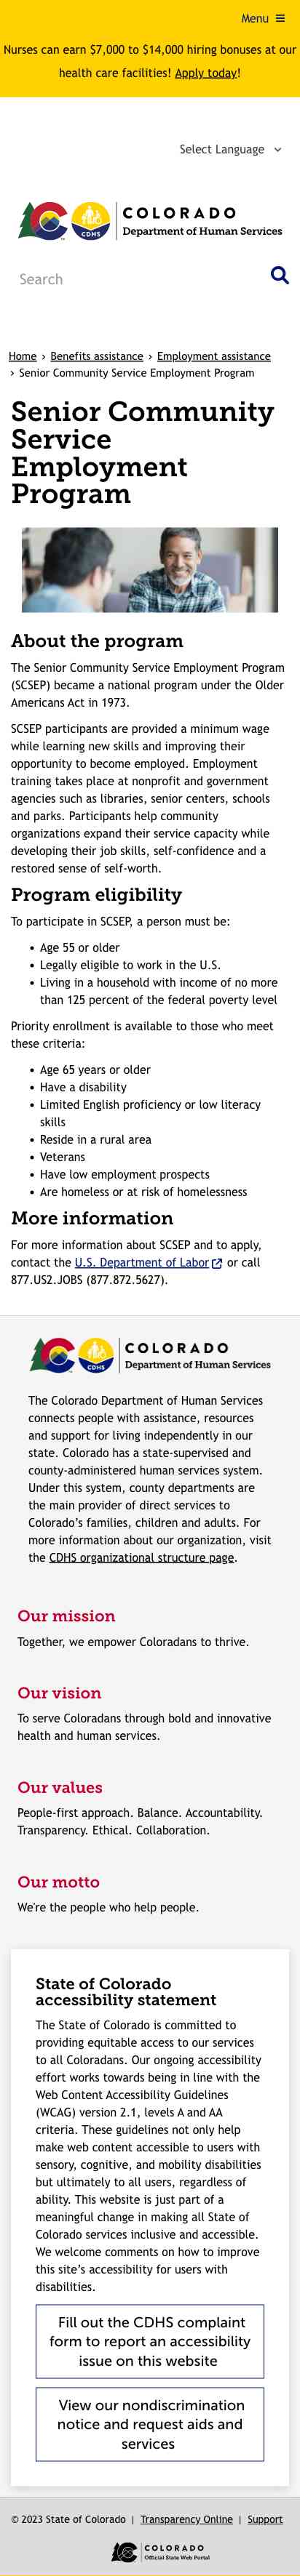 Menu
Nurses can earn $7,000 to $14,000 hiring bonuses at our
health care facilities! Apply today!
Select Language
COLORADO
CDHS
Department of Human Services
Search
Home › Benefits assistance › Employment assistance
› Senior Community Service Employment Program
Senior Community
Service
Employment
Program
About the program
The Senior Community Service Employment Program
(SCSEP) became a national program under the Older
Americans Act in 1973.
SCSEP participants are provided a minimum wage
while learning new skills and improving their
opportunity to become employed. Employment
training takes place at nonprofit and government
agencies such as libraries, senior centers, schools
and parks. Participants help community
organizations expand their service capacity while
developing their job skills, self-confidence and a
restored sense of self-worth.
Program eligibility
To participate in SCSEP, a person must be:
• Age 55 or older
• Legally eligible to work in the U.S.
• Living in a household with income of no more
than 125 percent of the federal poverty level
Priority enrollment is available to those who meet
these criteria:
• Age 65 years or older
• Have a disability
• Limited English proficiency or low literacy
skills
• Reside in a rural area
• Veterans
• Have low employment prospects
• Are homeless or at risk of homelessness
More information
For more information about SCSEP and to apply,
contact the U.S. Department of Labor or call
877.US2.JOBS (877.872.5627).
COLORADO
CDHS
Department of Human Services
The Colorado Department of Human Services
connects people with assistance, resources
and support for living independently in our
state. Colorado has a state-supervised and
county-administered human services system.
Under this system, county departments are
the main provider of direct services to
Colorado's families, children and adults. For
more information about our organization, visit
the CDHS organizational structure page.
Our mission
Together, we empower Coloradans to thrive.
Our vision
To serve Coloradans through bold and innovative
health and human services.
Our values
People-first approach. Balance. Accountability.
Transparency. Ethical. Collaboration.
Our motto
We're the people who help people.
State of Colorado
accessibility statement
The State of Colorado is committed to
providing equitable access to our services
to all Coloradans. Our ongoing accessibility
effort works towards being in line with the
Web Content Accessibility Guidelines
(WCAG) version 2.1, levels A and AA
criteria. These guidelines not only help
make web content accessible to users with
sensory, cognitive, and mobility disabilities
but ultimately to all users, regardless of
ability. This website is just part of a
meaningful change in making all State of
Colorado services inclusive and accessible.
We welcome comments on how to improve
this site's accessibility for users with
disabilities.
Fill out the CDHS complaint
form to report an accessibility
issue on this website
View our nondiscrimination
notice and request aids and
services
© 2023 State of Colorado | Transparency Online | Support
COLORADO
Official State Web Portal